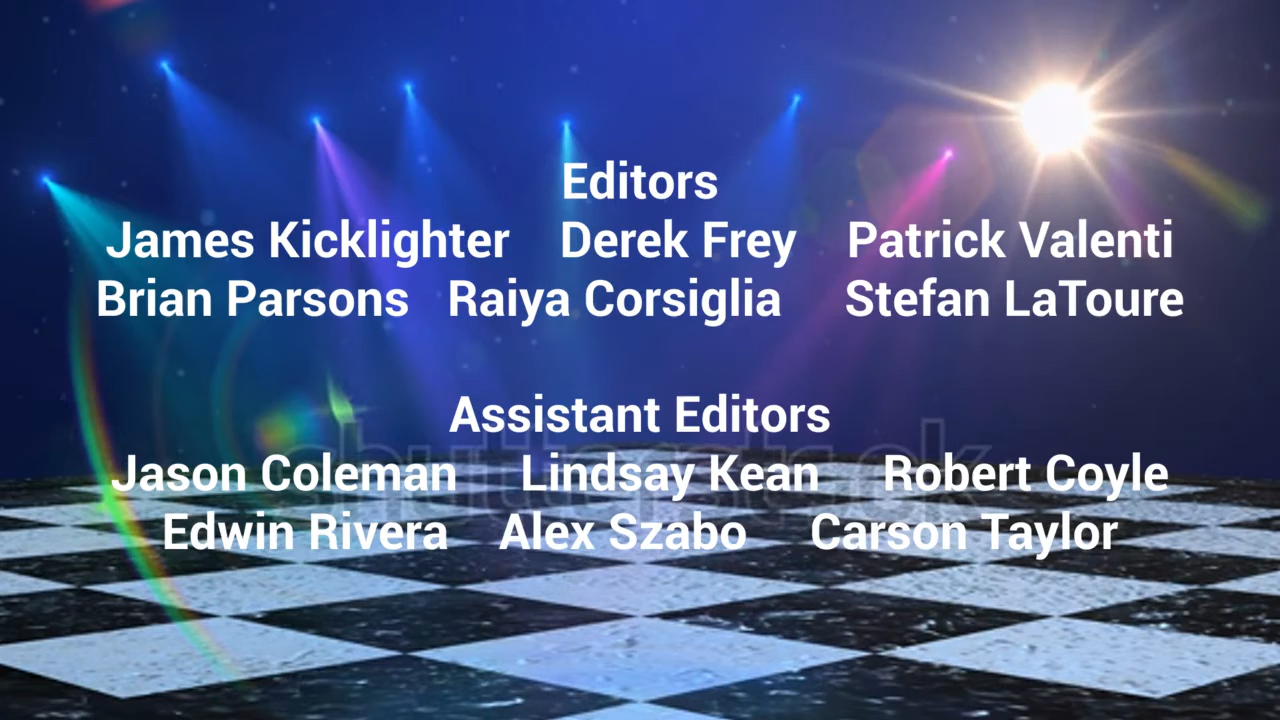 Editors
James Kicklighter Derek Frey Patrick Valenti
Brian Parsons Raiya Corsiglia Stefan LaToure
Assistant Editors
Jason Coleman Lindsay Kean Robert Coyle
Edwin Rivera Alex Szabo Carson Taylor
shutterstock